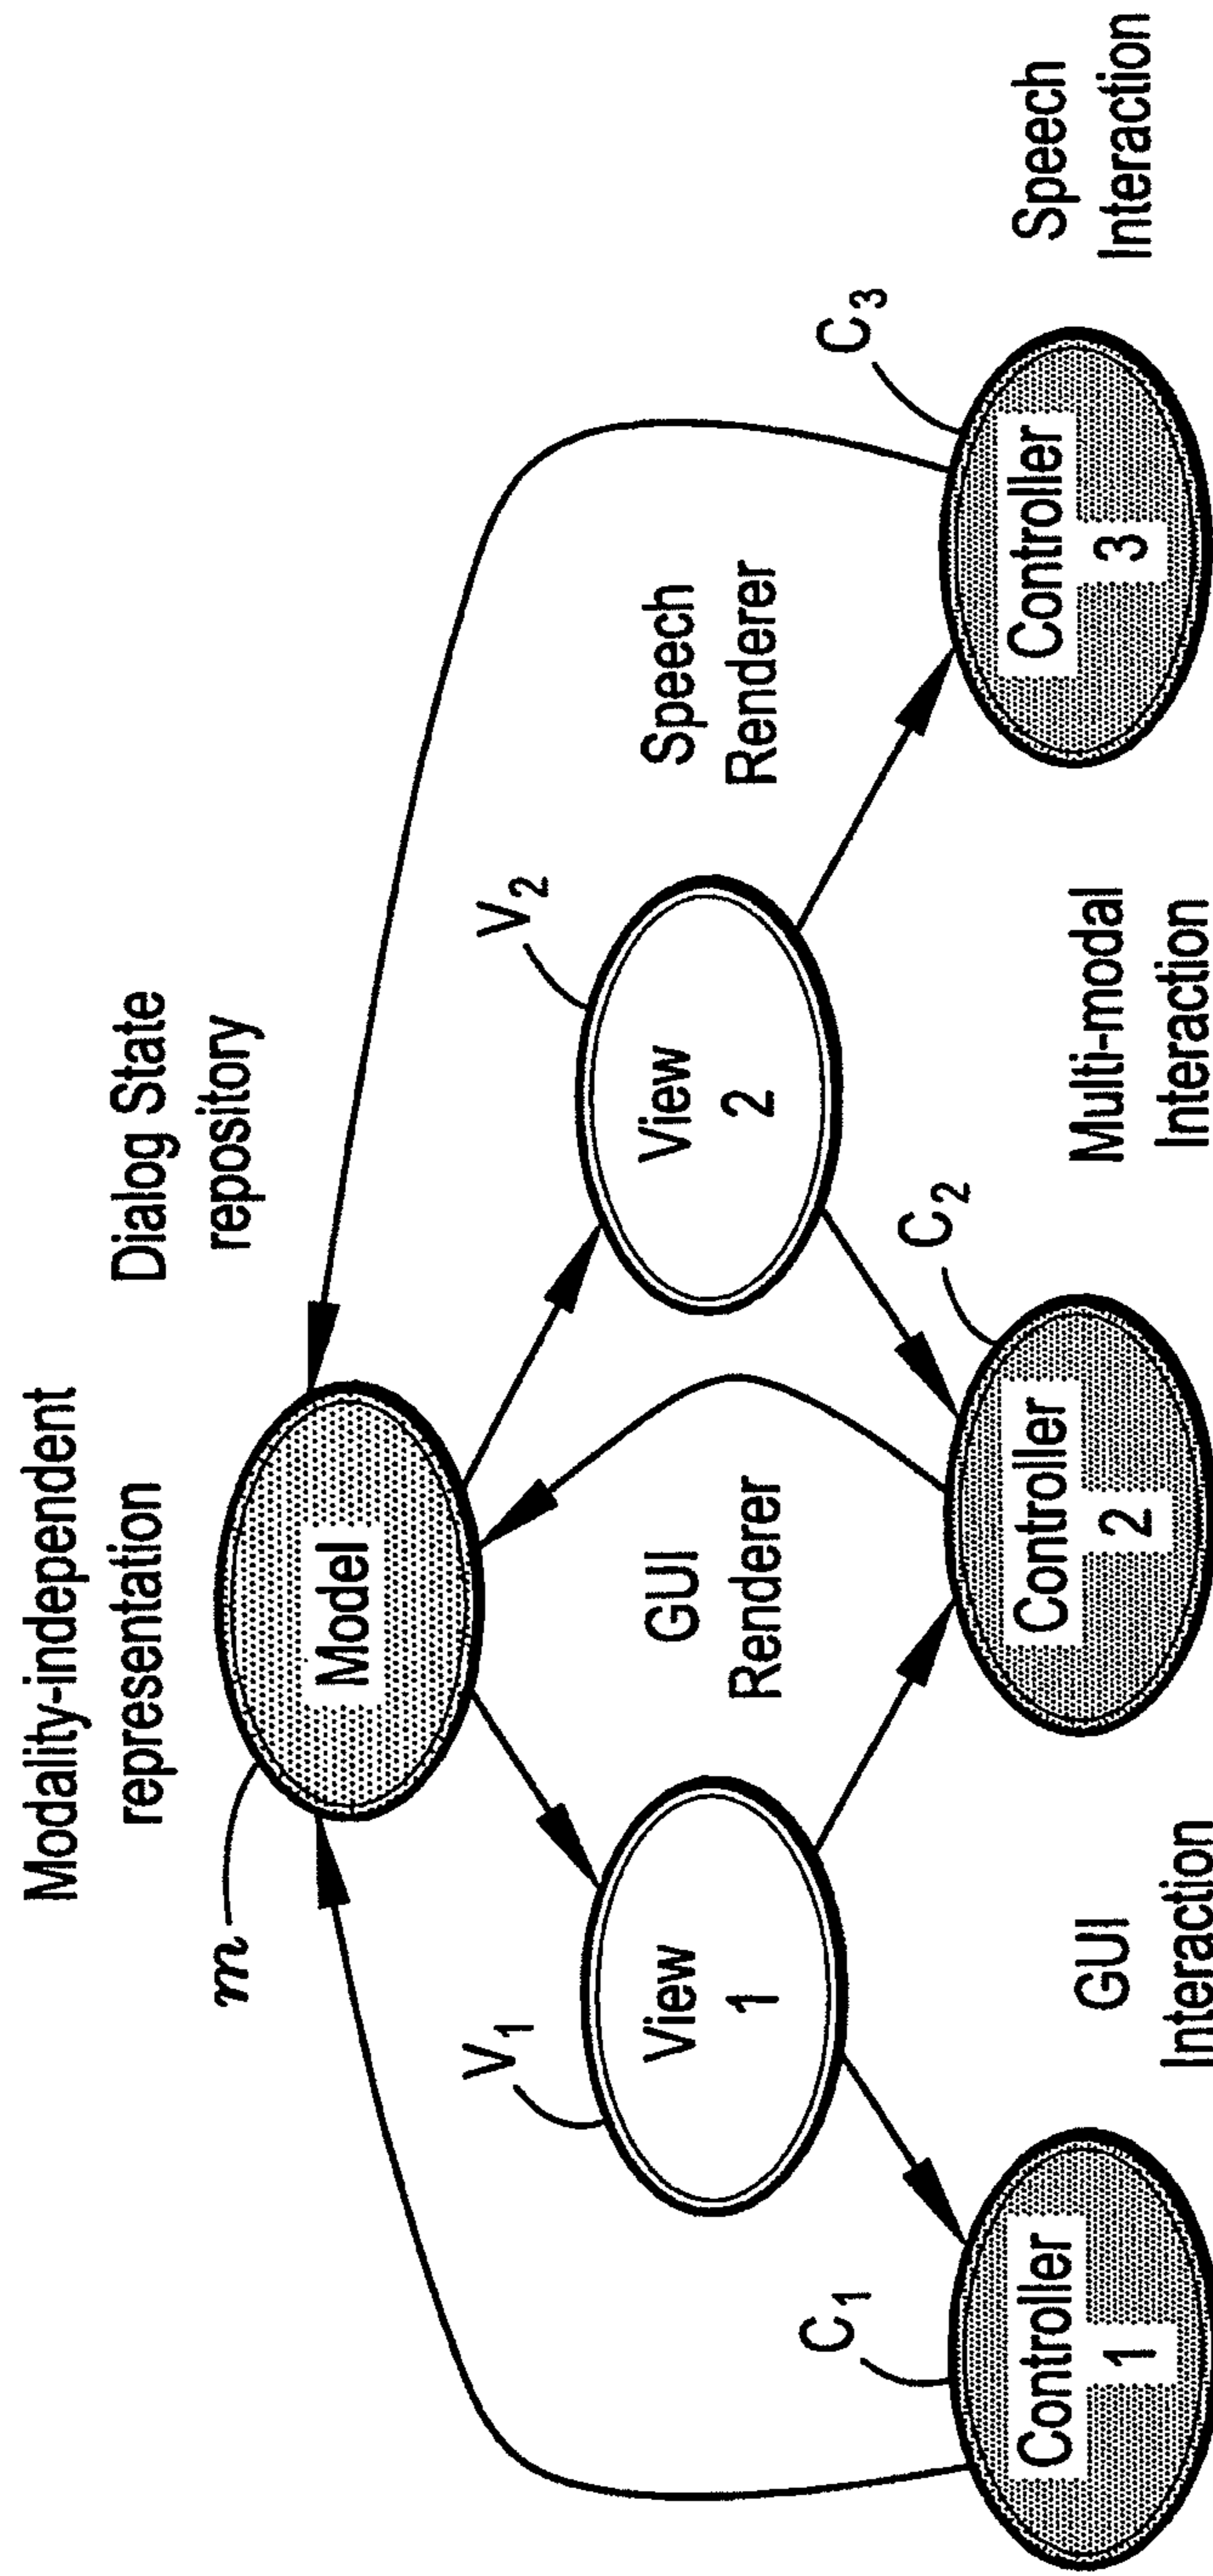 Modality-independent
representation
Dialog State
repository
m
Model
V1
View
1
GUI
Renderer
V2
View
2
Speech
Renderer
C1
Controller
1
GUI
Interaction
C2
Controller
2
Multi-modal
Interaction
C3
Controller
3
Speech
Interaction